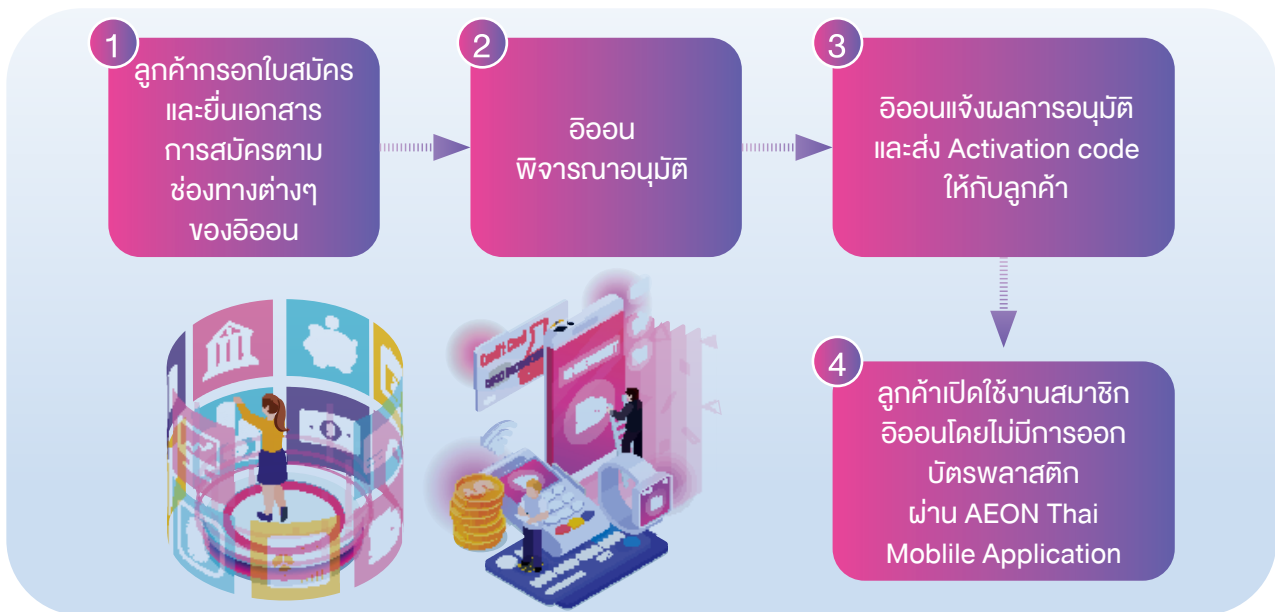 1
ลูกค้ากรอกใบสมัคร
และยื่นเอกสาร
การสมัครตาม
ช่องทางต่างๆ
ของอิออน
2
อิออน
พิจารณาอนุมัติ
3
อิออนแจ้งผลการอนุมัติ
และส่ง Activation code
ให้กับลูกค้า
4
ลูกค้าเปิดใช้งานสมาชิก
อิออนโดยไม่มีการออก
บัตรพลาสติก
ผ่าน AEON Thai
Moblile Application
Credit Card